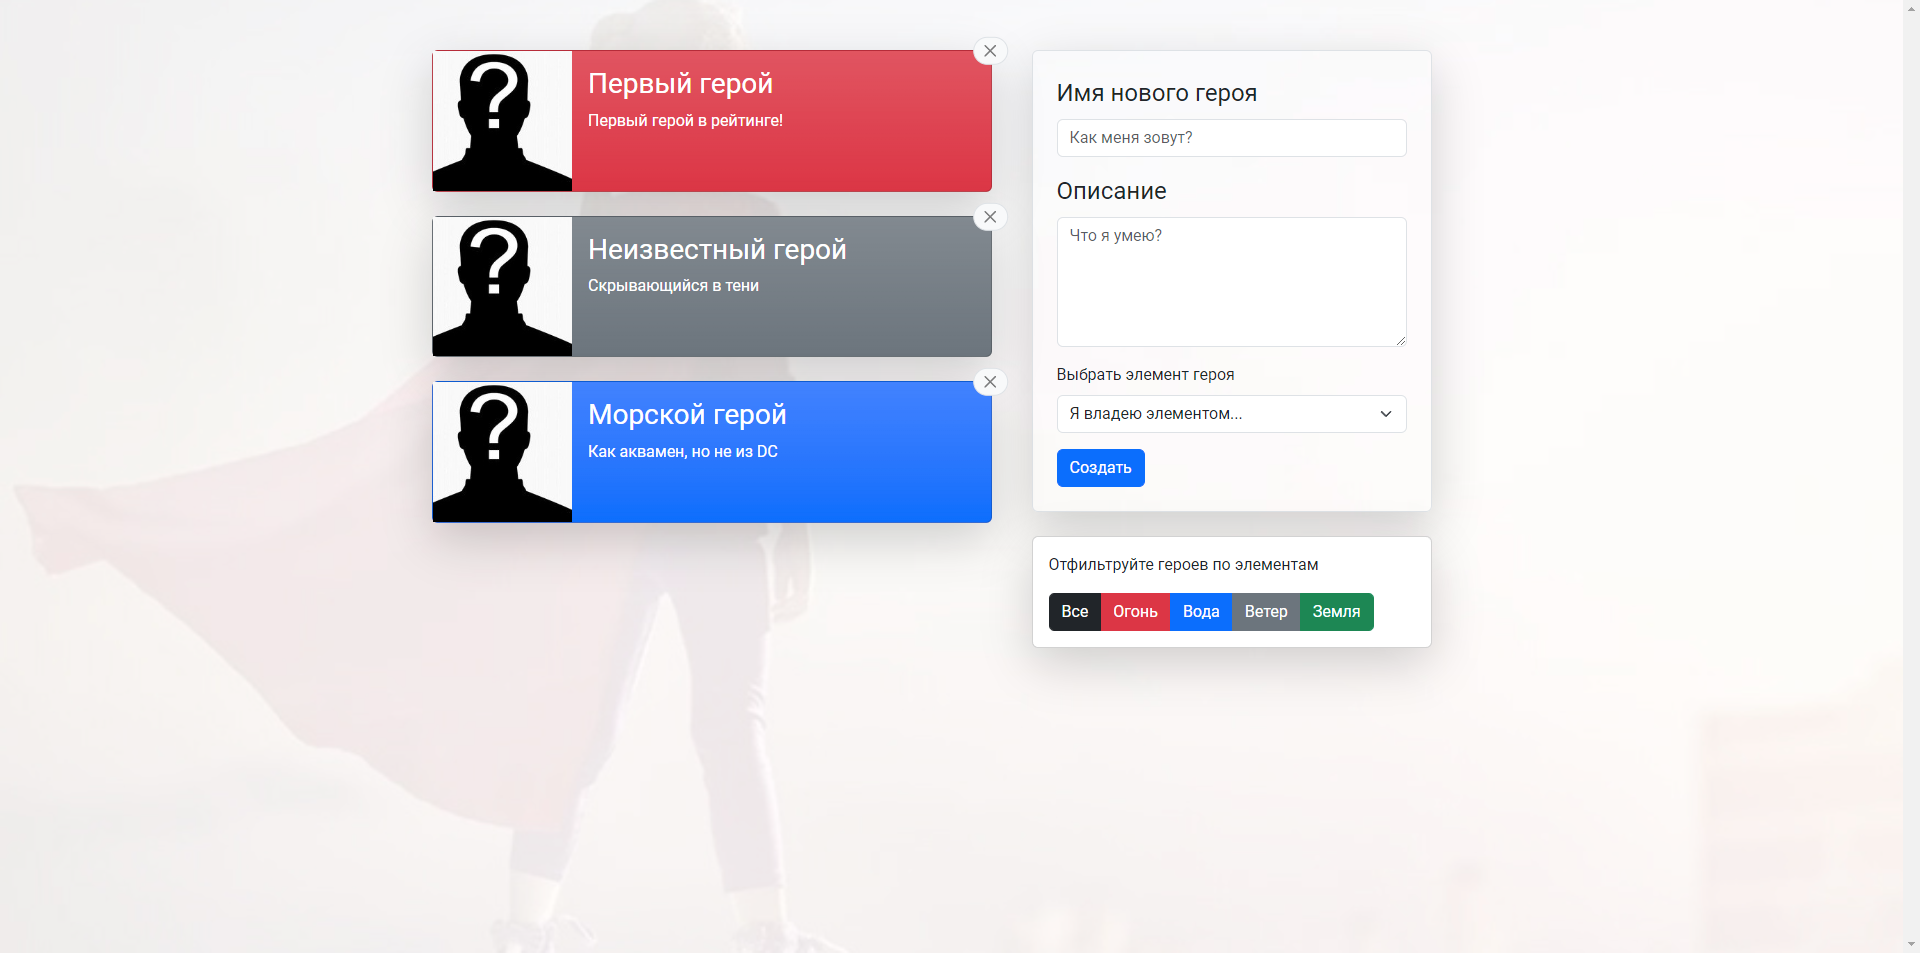 Первый герой
Первый герой в рейтинге!
Неизвестный герой
Скрывающийся в тени
Морской герой
Как аквамен, но не из DC
Имя нового героя
Как меня зовут?
Описание
Что я умею?
Выбрать элемент героя
Я владею элементом...
Создать
Отфильтруйте героев по элементам
Все Огонь Вода Ветер Земля